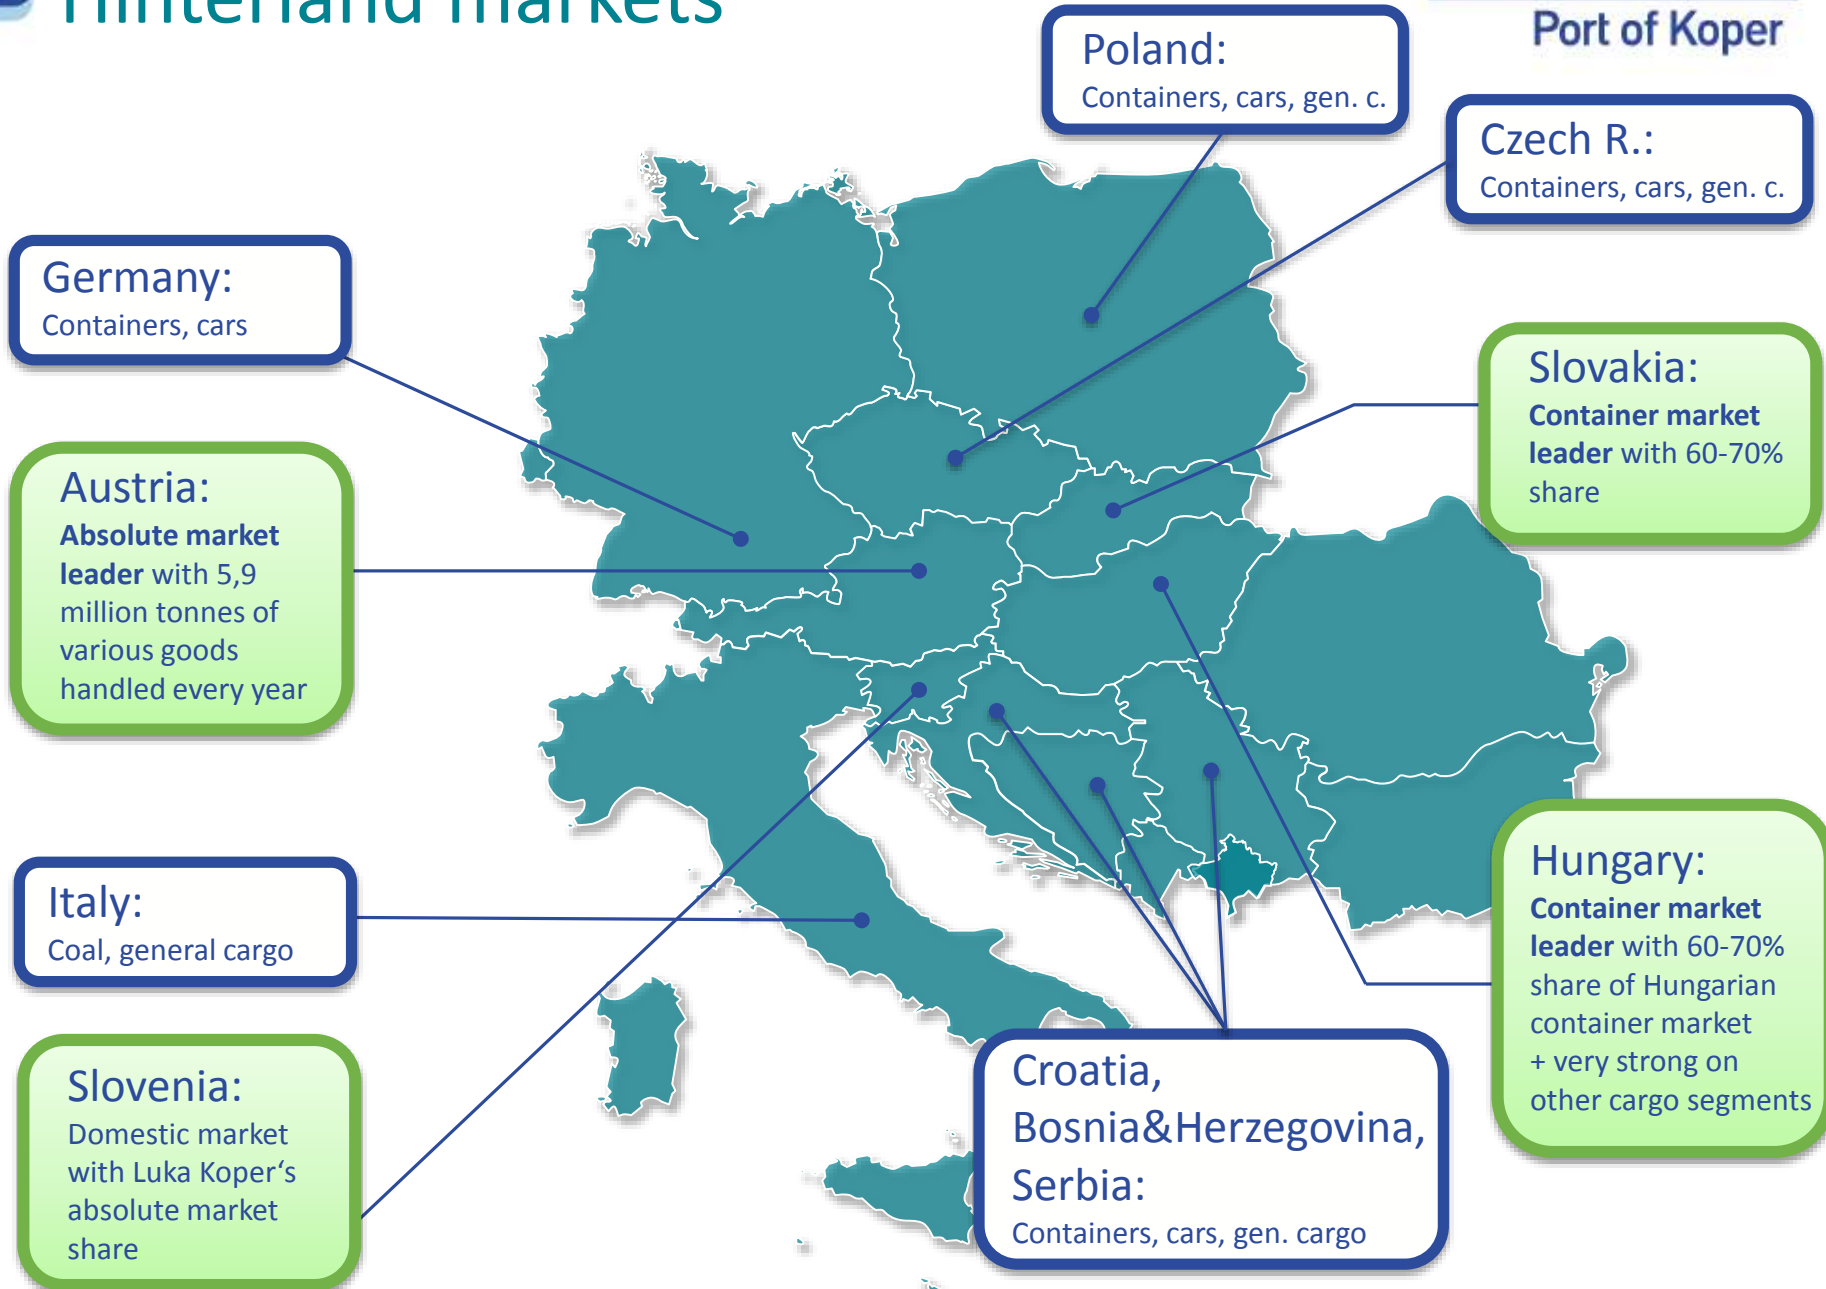 Hinterland markets
Port of Koper
Poland:
Containers, cars, gen. c.
Czech R.:
Containers, cars, gen. c.
Germany:
Containers, cars
Slovakia:
Container market
leader with 60-70%
share
Austria:
Absolute market
leader with 5,9
million tonnes of
various goods
handled every year
Hungary:
Container market
leader with 60-70%
share of Hungarian
container market
+ very strong on
other cargo segments
Italy:
Coal, general cargo
Slovenia:
Domestic market
with Luka Koper‘s
absolute market
share
Croatia,
Bosnia&Herzegovina,
Serbia:
Containers, cars, gen. cargo